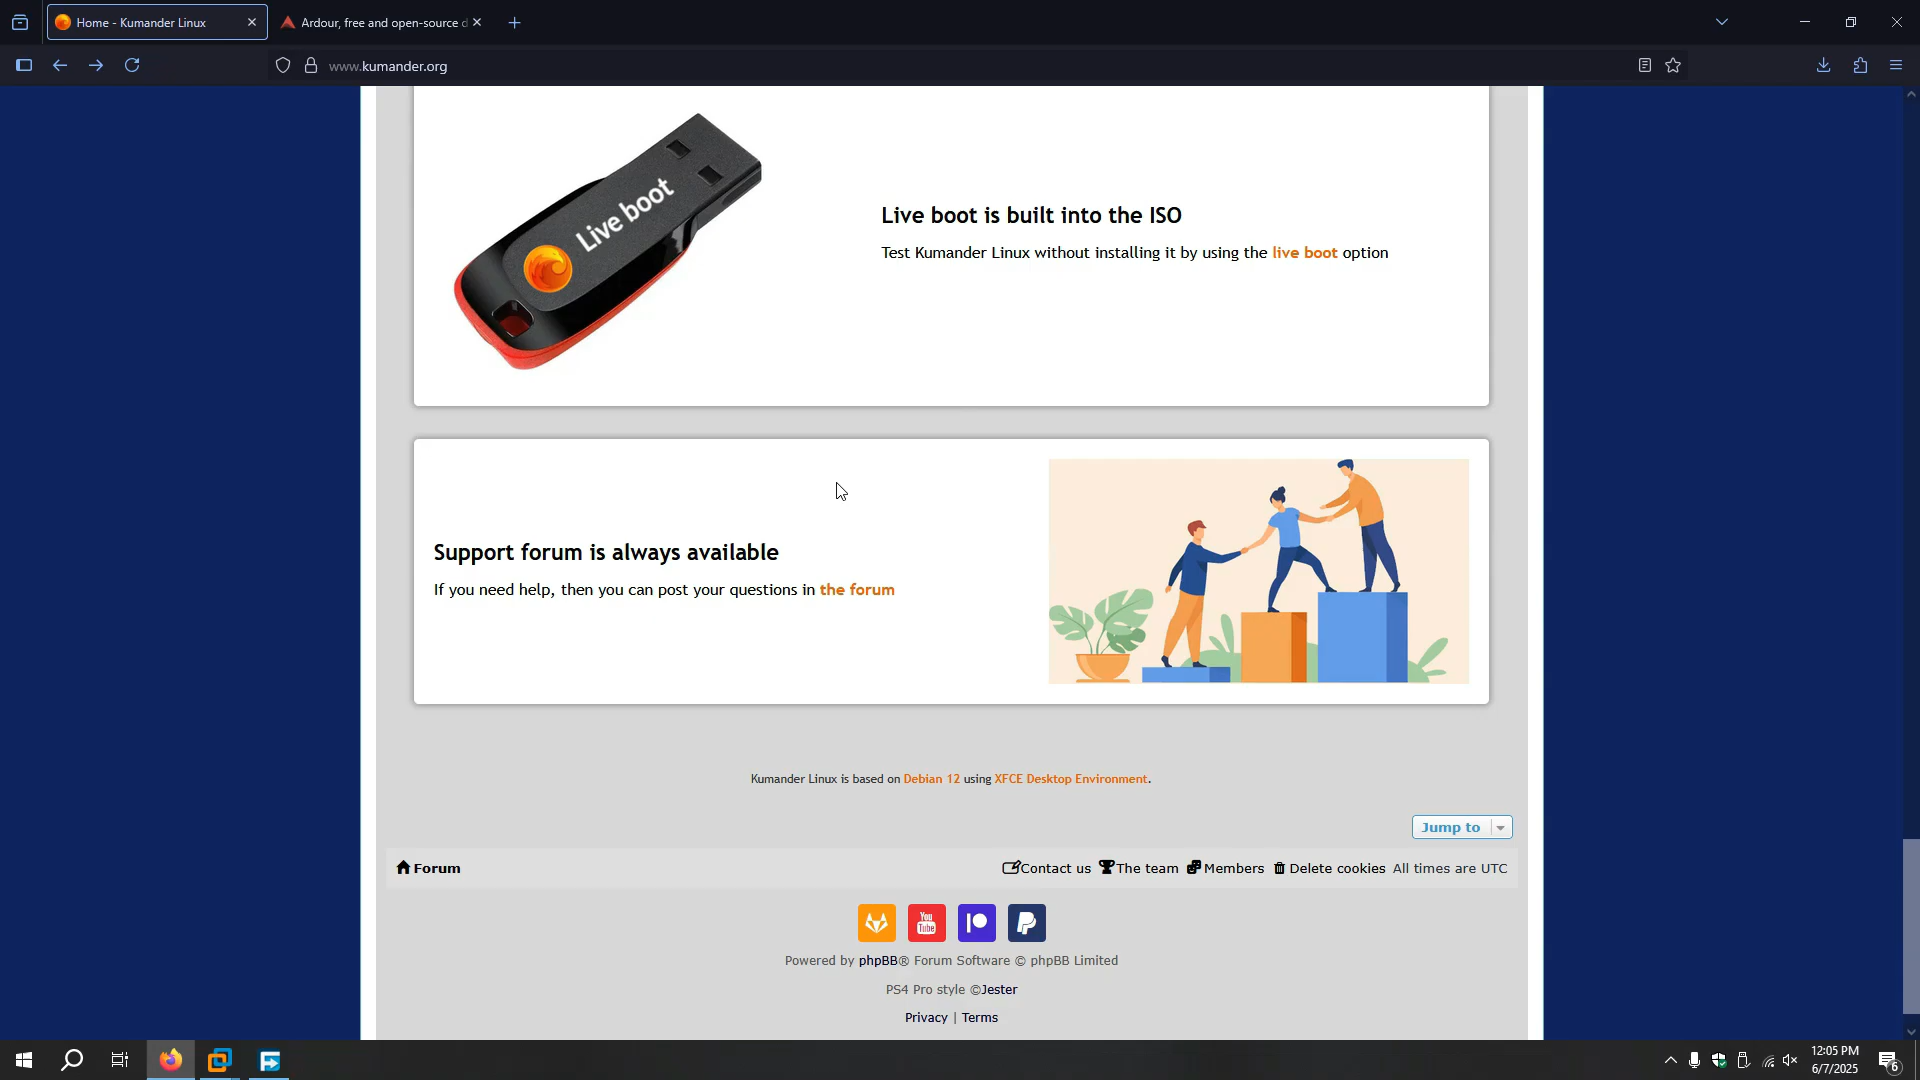 Home - Kumander Linux
Ardour, free and open-source d
www.kumander.org
Live boot
Live boot is built into the ISO
Test Kumander Linux without installing it by using the live boot option
Support forum is always available
If you need help, then you can post your questions in the forum
Kumander Linux is based on Debian 12 using XFCE Desktop Environment.
Jump to
Forum
Contact us The team Members Delete cookies All times are UTC
You
Tube
Powered by phpBB® Forum Software © phpBB Limited
PS4 Pro style ©Jester
Privacy | Terms
12:05 PM
6/7/2025
6